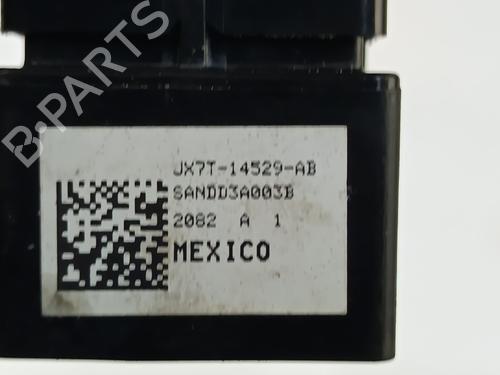 JX7T-14529-AB
SANDD3A003B
2082 A 1
MEXICO
B-PARTS